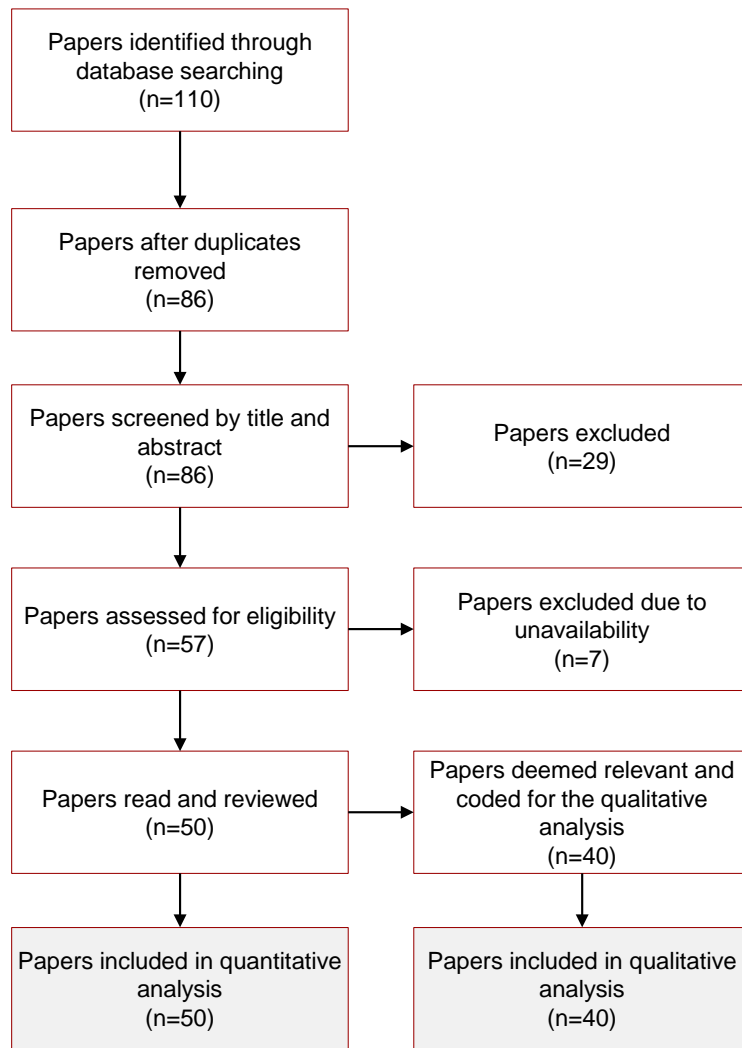 Papers identified through
database searching
(n=110)
Papers after duplicates
removed
(n=86)
Papers screened by title and
abstract
(n=86)
Papers excluded
(n=29)
Papers assessed for eligibility
(n=57)
Papers excluded due to
unavailability
(n=7)
Papers read and reviewed
(n=50)
Papers deemed relevant and
coded for the qualitative
analysis
(n=40)
Papers included in quantitative
analysis
(n=50)
Papers included in qualitative
analysis
(n=40)